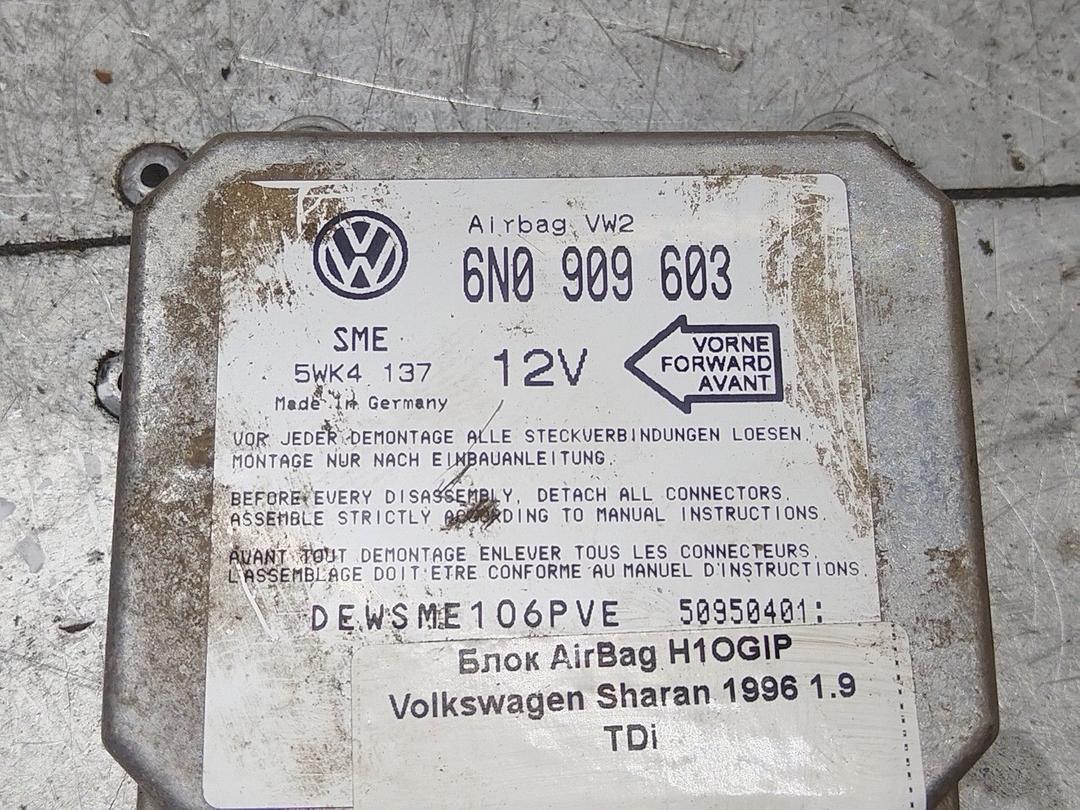 Airbag VW2
6N0 909 603
SME
5WK4 137
12V
VORNE
FORWARD
AVANT
Made in Germany
VOR JEDER DEMONTAGE ALLE STECKVERBINDUNGEN LOESEN.
MONTAGE NUR NACH EINBAUANLEITUNG.
BEFORE EVERY DISASSEMBLY, DETACH ALL CONNECTORS.
ASSEMBLE STRICTLY ACCORDING TO MANUAL INSTRUCTIONS.
AVANT TOUT DEMONTAGE ENLEVER TOUS LES CONNECTEURS.
L'ASSEMBLAGE DOIT ETRE CONFORME AU MANUEL D'INSTRUCTIONS.
DEWSME106PVE 50950401:
Блок AirBag H1OGIP
Volkswagen Sharan 1996 1.9
TDi